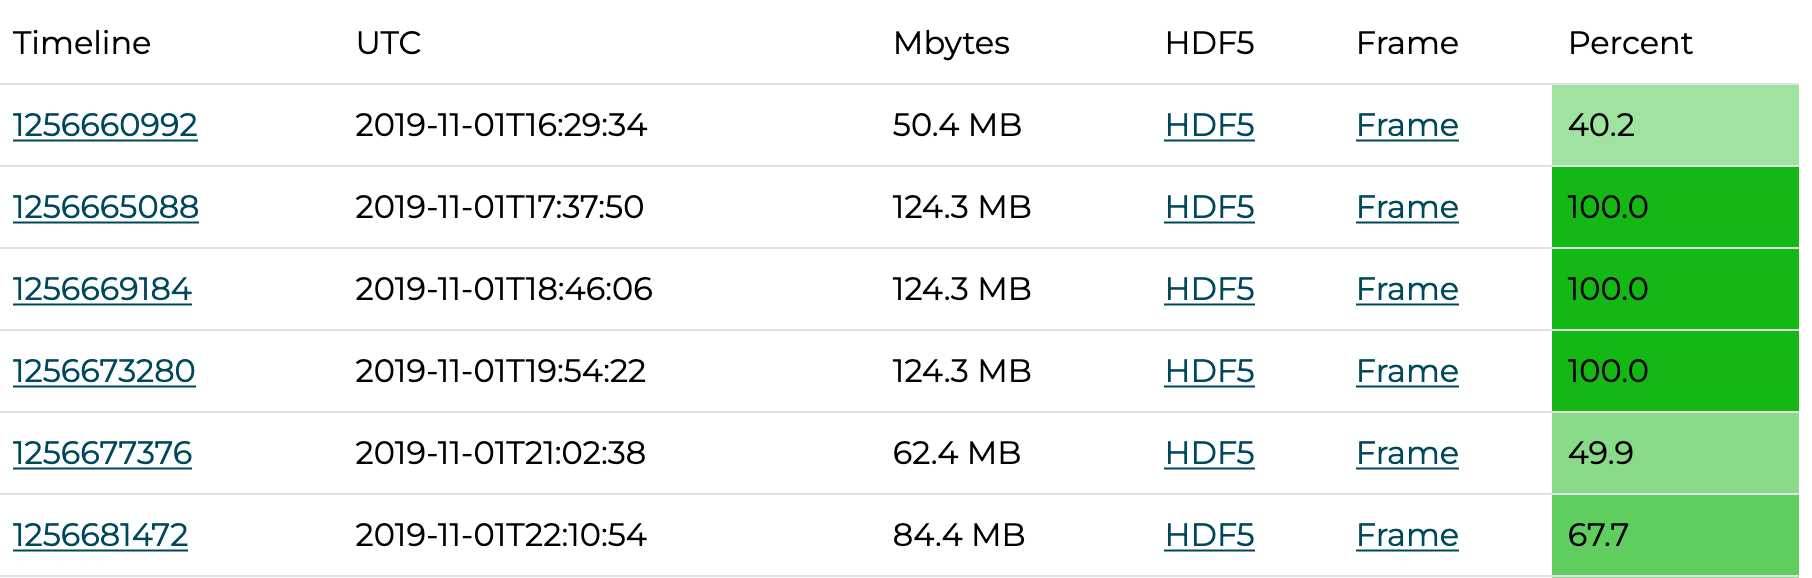 Timeline UTC Mbytes HDF5 Frame Percent
1256660992 2019-11-01T16:29:34 50.4 MB HDF5 Frame 40.2
1256665088 2019-11-01T17:37:50 124.3 MB HDF5 Frame 100.0
1256669184 2019-11-01T18:46:06 124.3 MB HDF5 Frame 100.0
1256673280 2019-11-01T19:54:22 124.3 MB HDF5 Frame 100.0
1256677376 2019-11-01T21:02:38 62.4 MB HDF5 Frame 49.9
1256681472 2019-11-01T22:10:54 84.4 MB HDF5 Frame 67.7